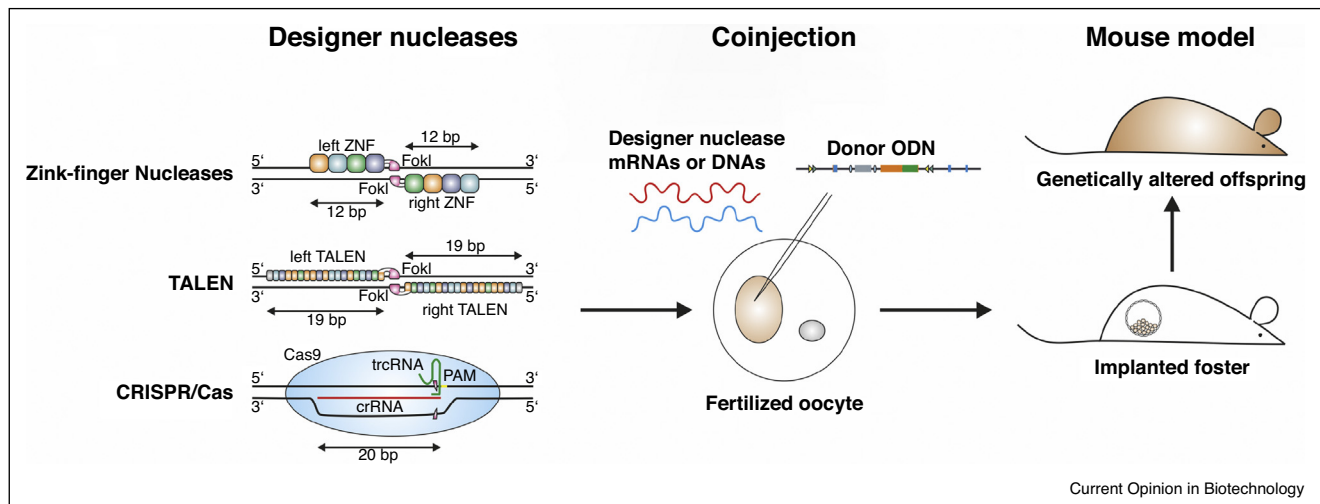 Designer nucleases
Coinjection
Mouse model
Zink-finger Nucleases
left ZNF
12 bp
5‘
FokI
3‘
3‘
FokI
5‘
12 bp
right ZNF
TALEN
19 bp
left TALEN
5‘
FokI
3‘
3‘
FokI
5‘
19 bp
right TALEN
CRISPR/Cas
Cas9
trcRNA
PAM
5‘
3‘
3‘
crRNA
5‘
20 bp
Designer nuclease
mRNAs or DNAs
Donor ODN
Fertilized oocyte
Genetically altered offspring
Implanted foster
Current Opinion in Biotechnology